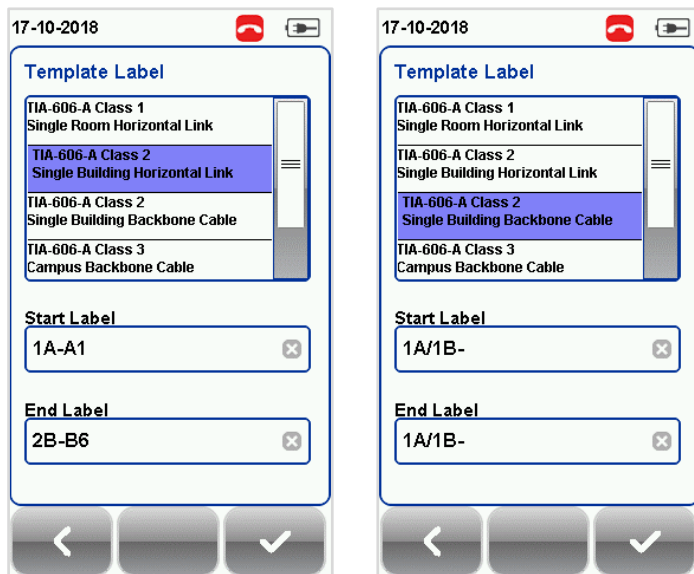 17-10-2018
Template Label
TIA-606-A Class 1
Single Room Horizontal Link
TIA-606-A Class 2
Single Building Horizontal Link
TIA-606-A Class 2
Single Building Backbone Cable
TIA-606-A Class 3
Campus Backbone Cable
Start Label
1A-A1
End Label
2B-B6
17-10-2018
Template Label
TIA-606-A Class 1
Single Room Horizontal Link
TIA-606-A Class 2
Single Building Horizontal Link
TIA-606-A Class 2
Single Building Backbone Cable
TIA-606-A Class 3
Campus Backbone Cable
Start Label
1A/1B-
End Label
1A/1B-